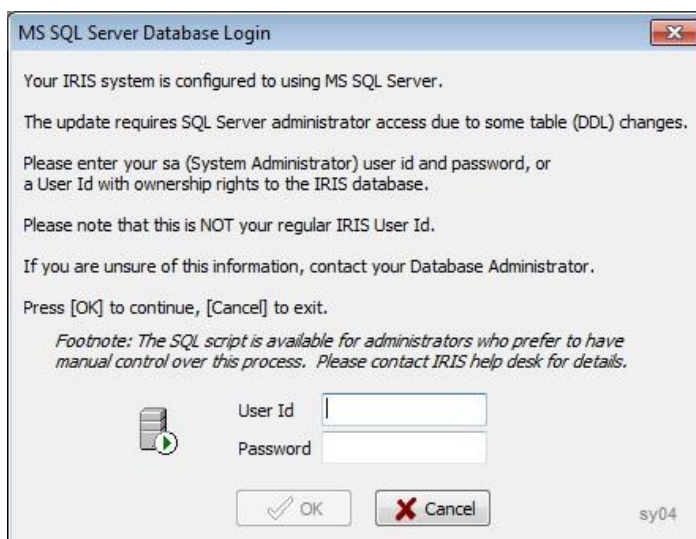 MS SQL Server Database Login
Your IRIS system is configured to using MS SQL Server.
The update requires SQL Server administrator access due to some table (DDL) changes.
Please enter your sa (System Administrator) user id and password, or
a User Id with ownership rights to the IRIS database.
Please note that this is NOT your regular IRIS User Id.
If you are unsure of this information, contact your Database Administrator.
Press [OK] to continue, [Cancel] to exit.
Footnote: The SQL script is available for administrators who prefer to have
manual control over this process. Please contact IRIS help desk for details.
User Id
Password
OK
Cancel
sy04